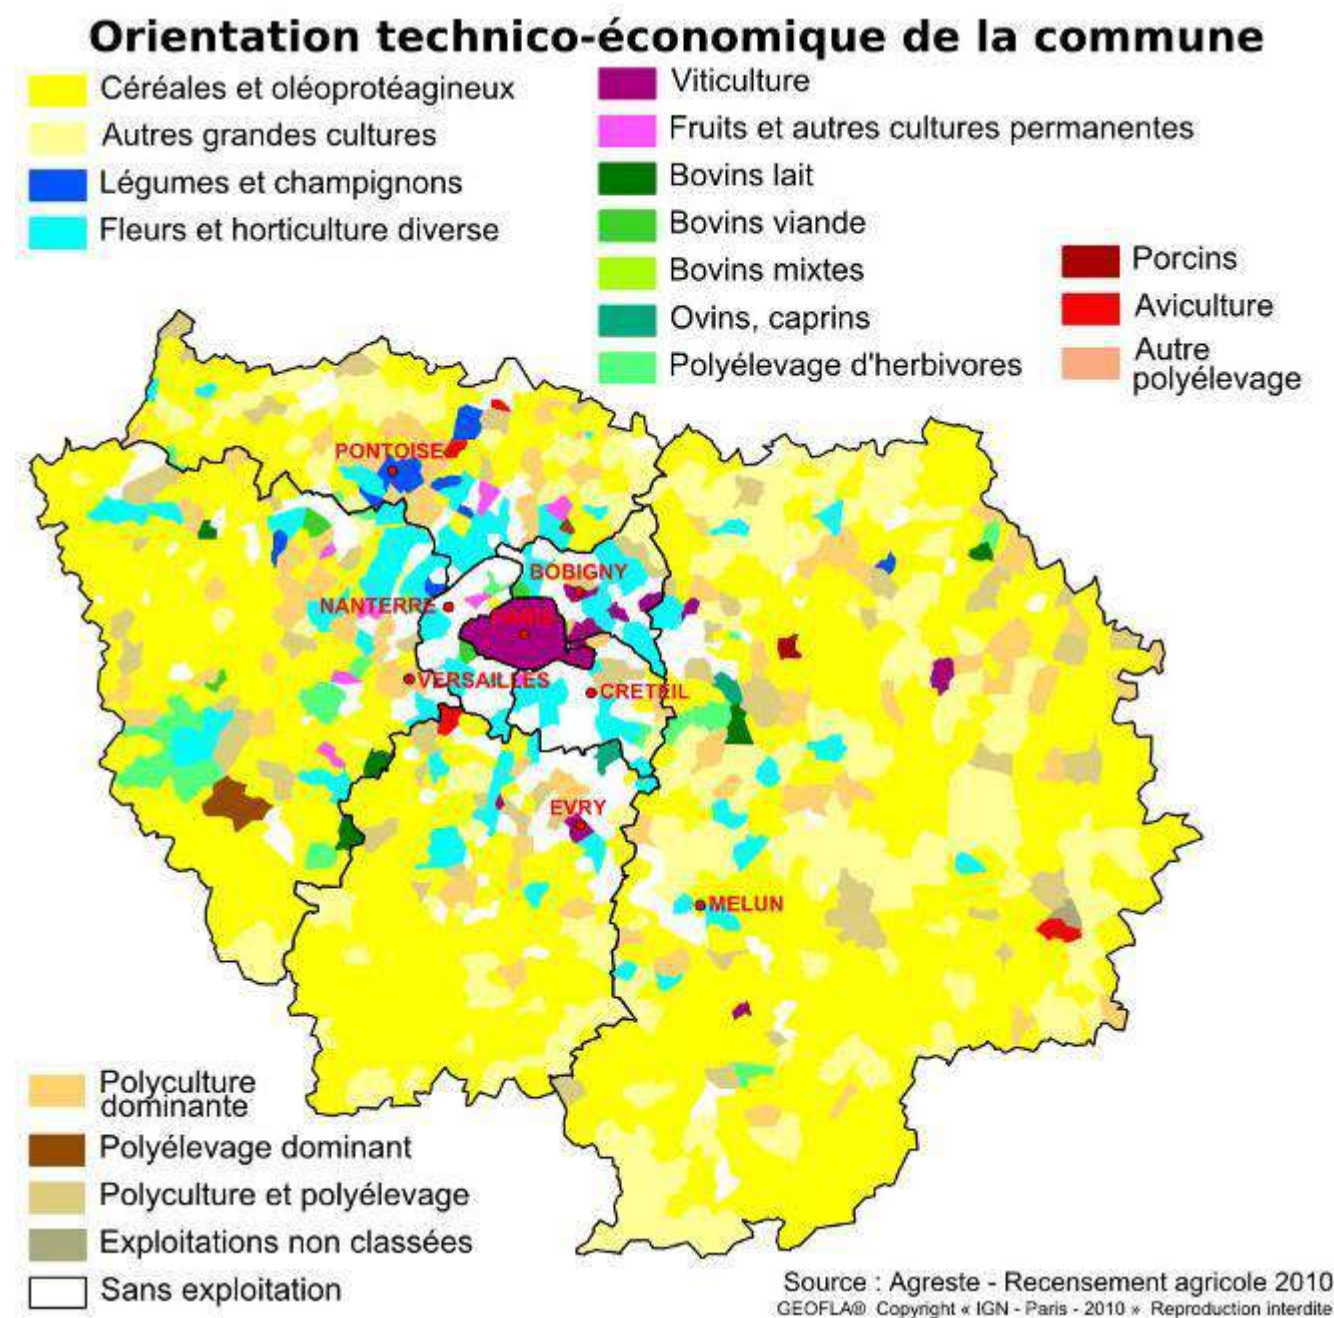 Orientation technico-économique de la commune
Céréales et oléoprotéagineux
Autres grandes cultures
Légumes et champignons
Fleurs et horticulture diverse
Viticulture
Fruits et autres cultures permanentes
Bovins lait
Bovins viande
Bovins mixtes
Ovins, caprins
Polyélevage d'herbivores
Porcins
Aviculture
Autre
polyélevage
PONTOISE
BOBIGNY
NANTERRE
PARIS
VERSAILLES
CRETEIL
EVRY
MELUN
Polyculture
dominante
Polyélevage dominant
Polyculture et polyélevage
Exploitations non classées
Sans exploitation
Source : Agreste - Recensement agricole 2010
GEOFLA® Copyright « IGN - Paris - 2010 » Reproduction interdite